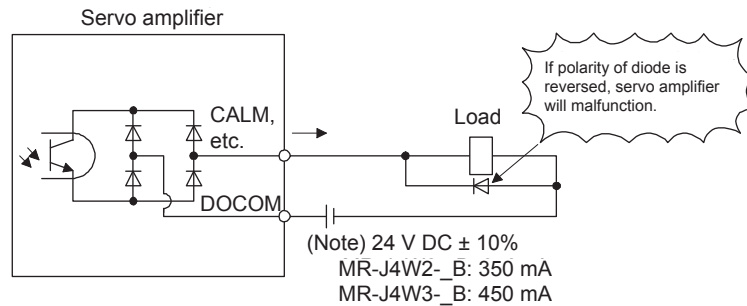 Servo amplifier
If polarity of diode is
reversed, servo amplifier
will malfunction.
CALM,
etc.
Load
DOCOM
(Note) 24 V DC ± 10%
MR-J4W2-_B: 350 mA
MR-J4W3-_B: 450 mA